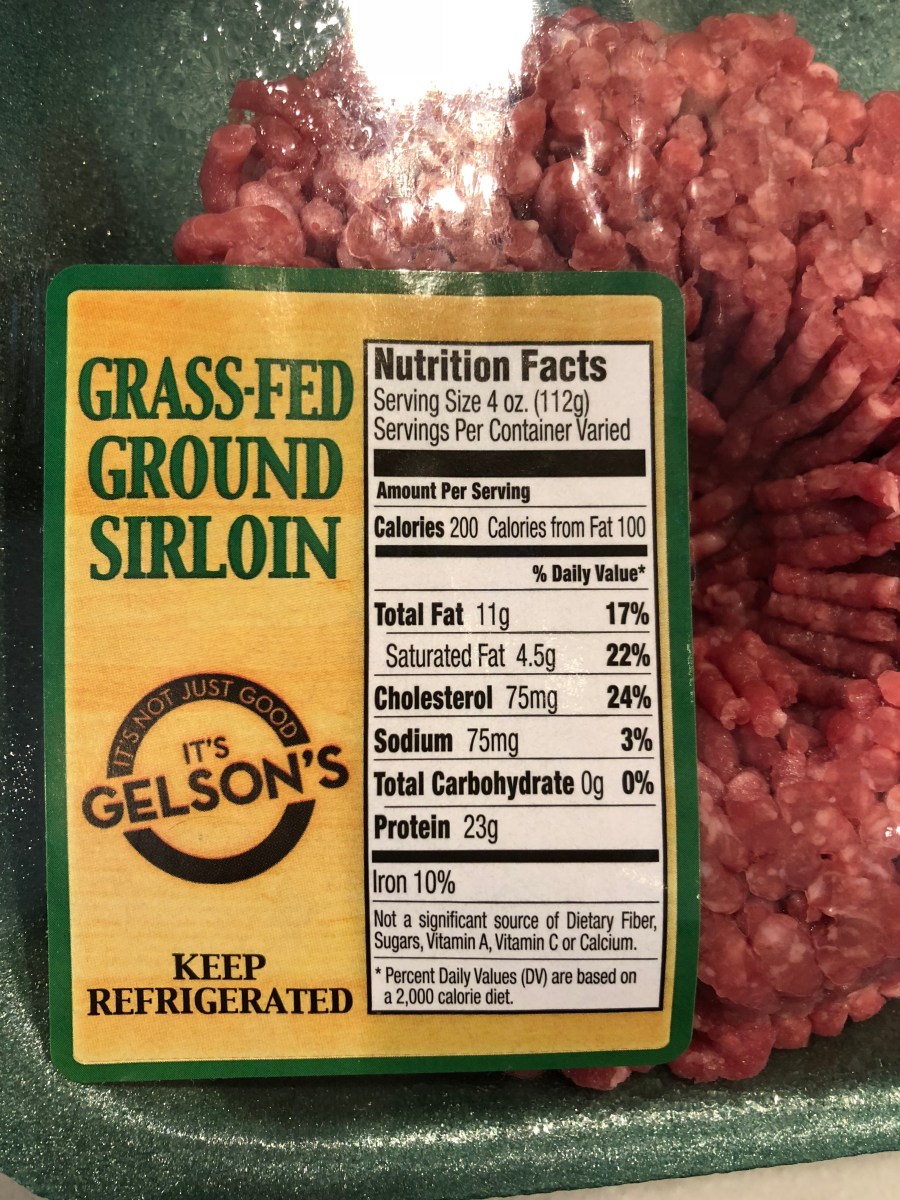 GRASS-FED
GROUND
SIRLOIN
IT'S NOT JUST GOOD
IT'S
GELSON'S
KEEP
REFRIGERATED
Nutrition Facts
Serving Size 4 oz. (112g)
Servings Per Container Varied
Amount Per Serving
Calories 200 Calories from Fat 100
% Daily Value*
Total Fat 11g 17%
Saturated Fat 4.5g 22%
Cholesterol 75mg 24%
Sodium 75mg 3%
Total Carbohydrate 0g 0%
Protein 23g
Iron 10%
Not a significant source of Dietary Fiber,
Sugars, Vitamin A, Vitamin C or Calcium.
* Percent Daily Values (DV) are based on
a 2,000 calorie diet.